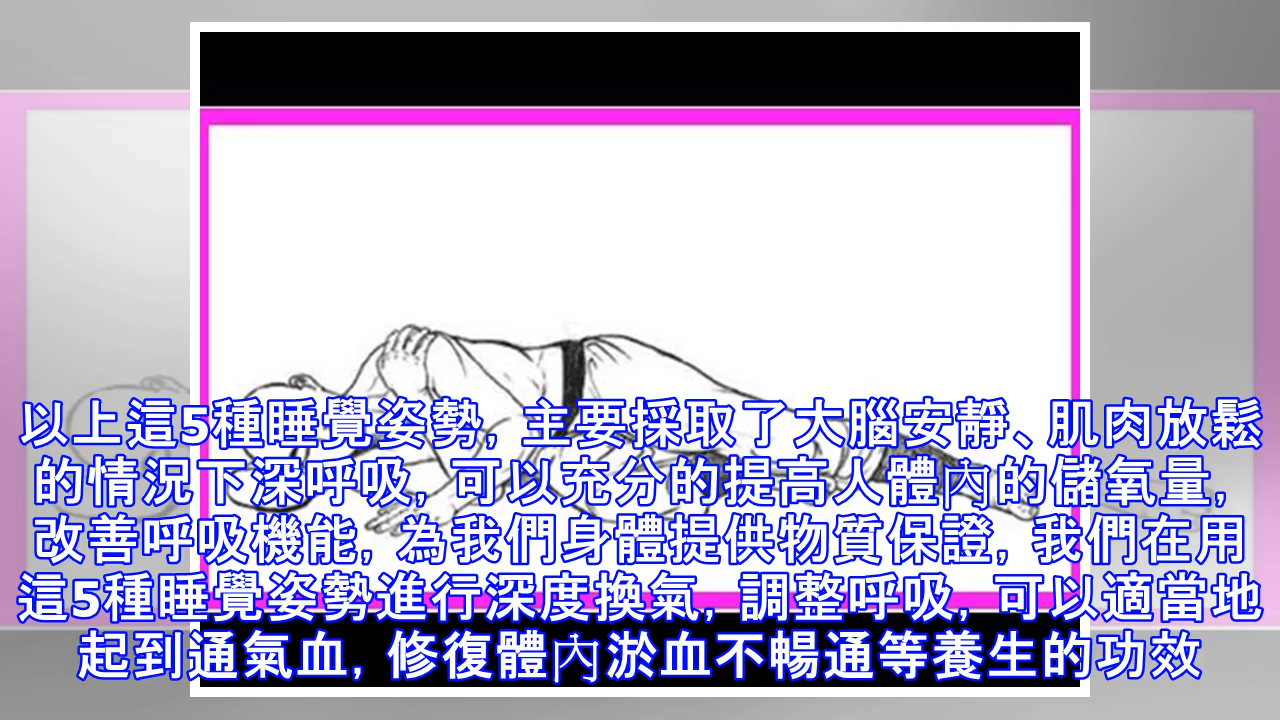 以上這5種睡覺姿勢, 主要採取了大腦安靜、肌肉放鬆
的情況下深呼吸, 可以充分的提高人體內的儲氧量,
改善呼吸機能, 為我們身體提供物質保證, 我們在用
這5種睡覺姿勢進行深度換氣, 調整呼吸, 可以適當地
起到通氣血, 修復體內淤血不暢通等養生的功效